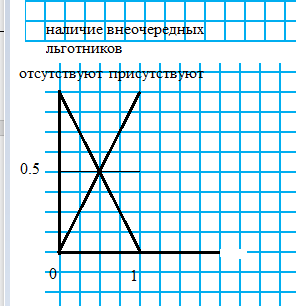 наличие внеочередных
льготников
отсутствуют присутствуют
0.5
0
1